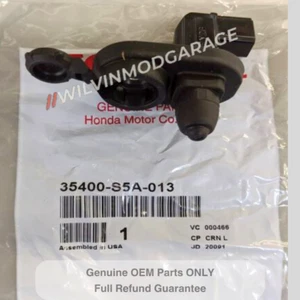 //WILVINMODGARAGE
GENUINE PARTS
Honda Motor Co.
35400-S5A-013
1
VC 000466
CP CRN L
JD 20091
Assembled in USA
Genuine OEM Parts ONLY
Full Refund Guarantee